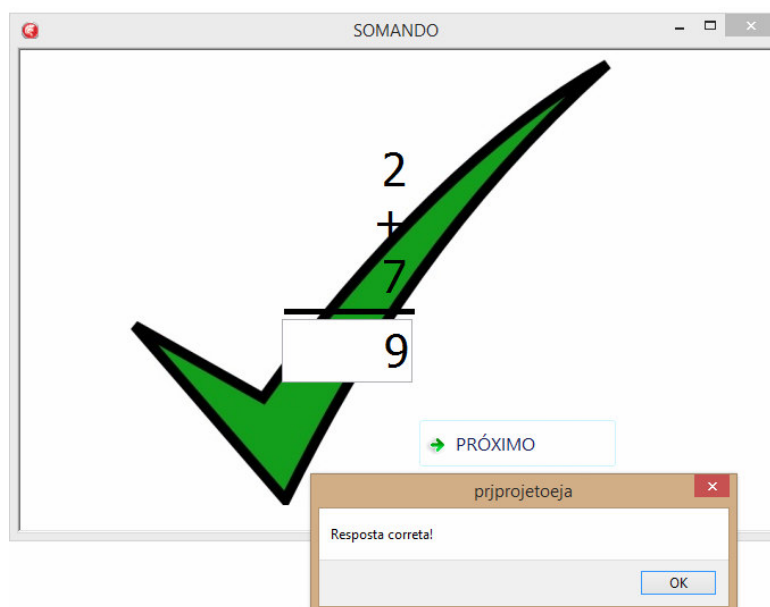 SOMANDO
2
+
7
9
PRÓXIMO
prjprojetoeja
Resposta correta!
OK